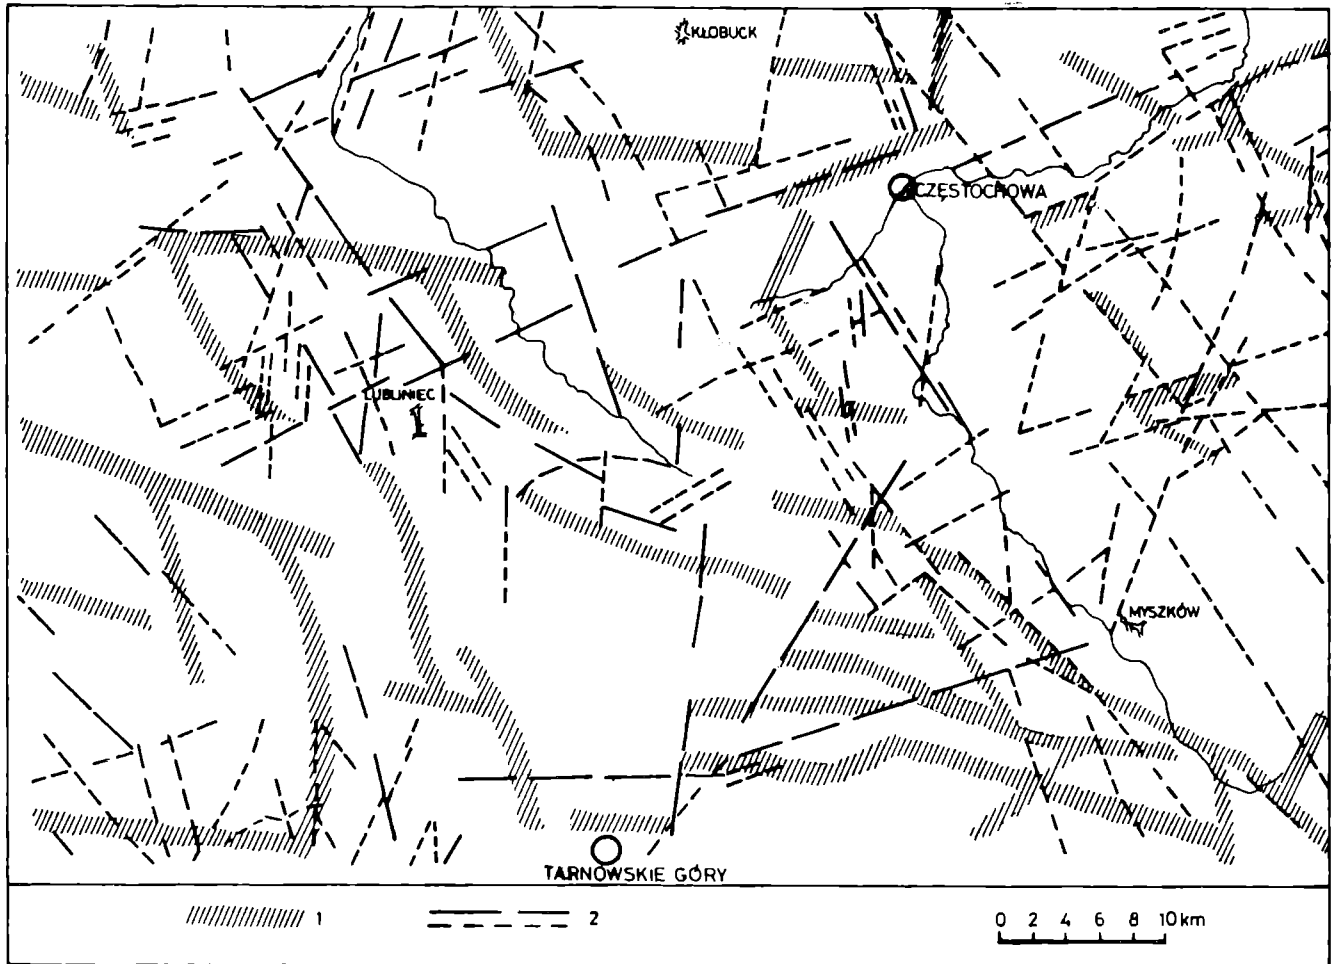 KŁOBUCK
CZĘSTOCHOWA
LUBLINIEC
MYSZKÓW
TARNOWSKIE GÓRY
1
2
0 2 4 6 8 10 km